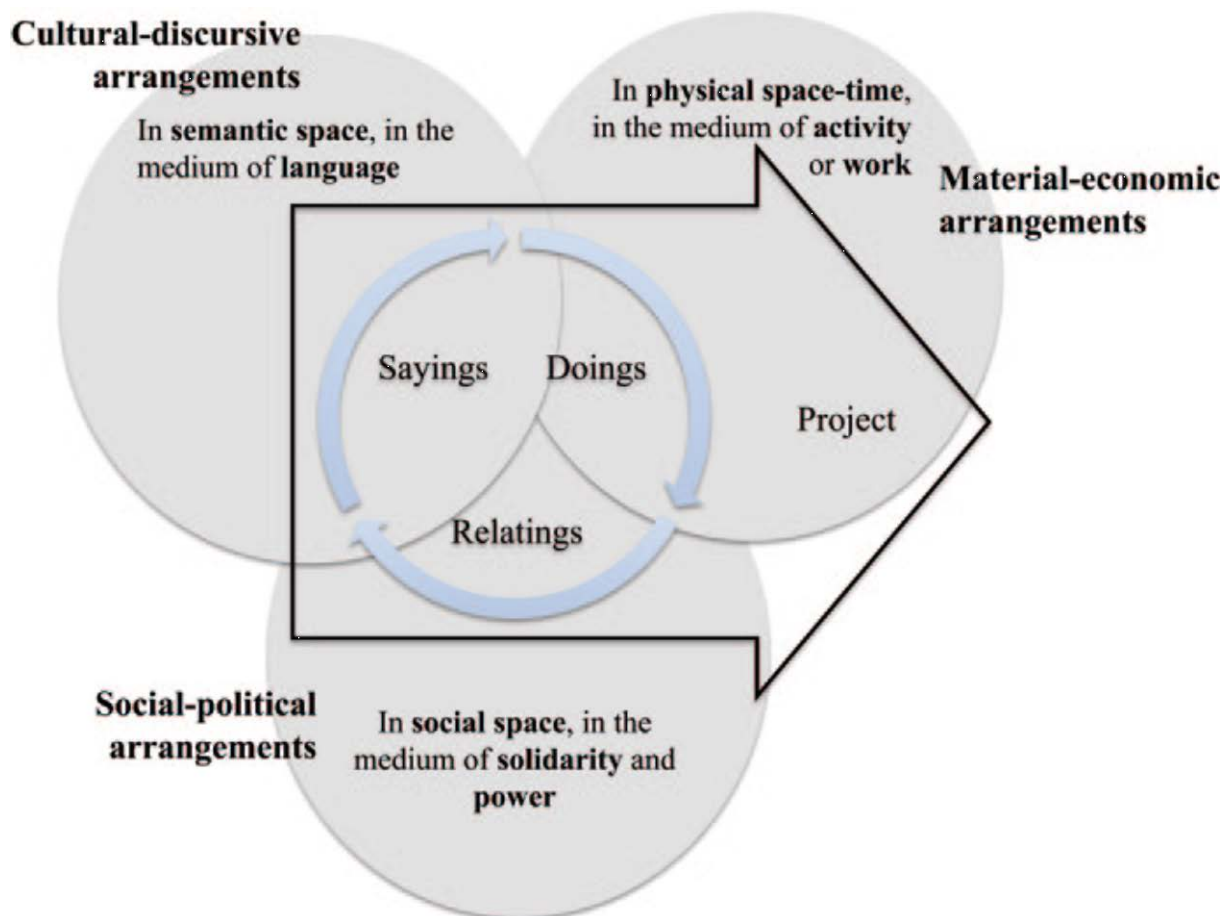 Cultural-discursive
arrangements
In semantic space, in the
medium of language
In physical space-time,
in the medium of activity
or work
Material-economic
arrangements
Sayings
Doings
Project
Relatings
Social-political
arrangements
In social space, in the
medium of solidarity and
power